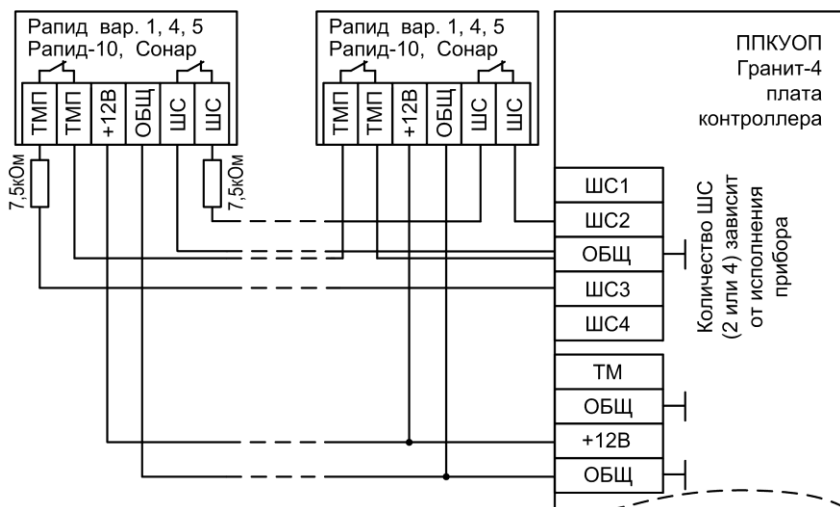 Рапид вар. 1, 4, 5
Рапид-10, Сонар
ТМП
ТМП
+12В
ОБЩ
ШС
ШС
7,5кОм
7,5кОм
Рапид вар. 1, 4, 5
Рапид-10, Сонар
ТМП
ТМП
+12В
ОБЩ
ШС
ШС
ППКУОП
Гранит-4
плата
контроллера
ШС1
ШС2
ОБЩ
ШС3
ШС4
Количество ШС
(2 или 4) зависит
от исполнения
прибора
ТМ
ОБЩ
+12В
ОБЩ